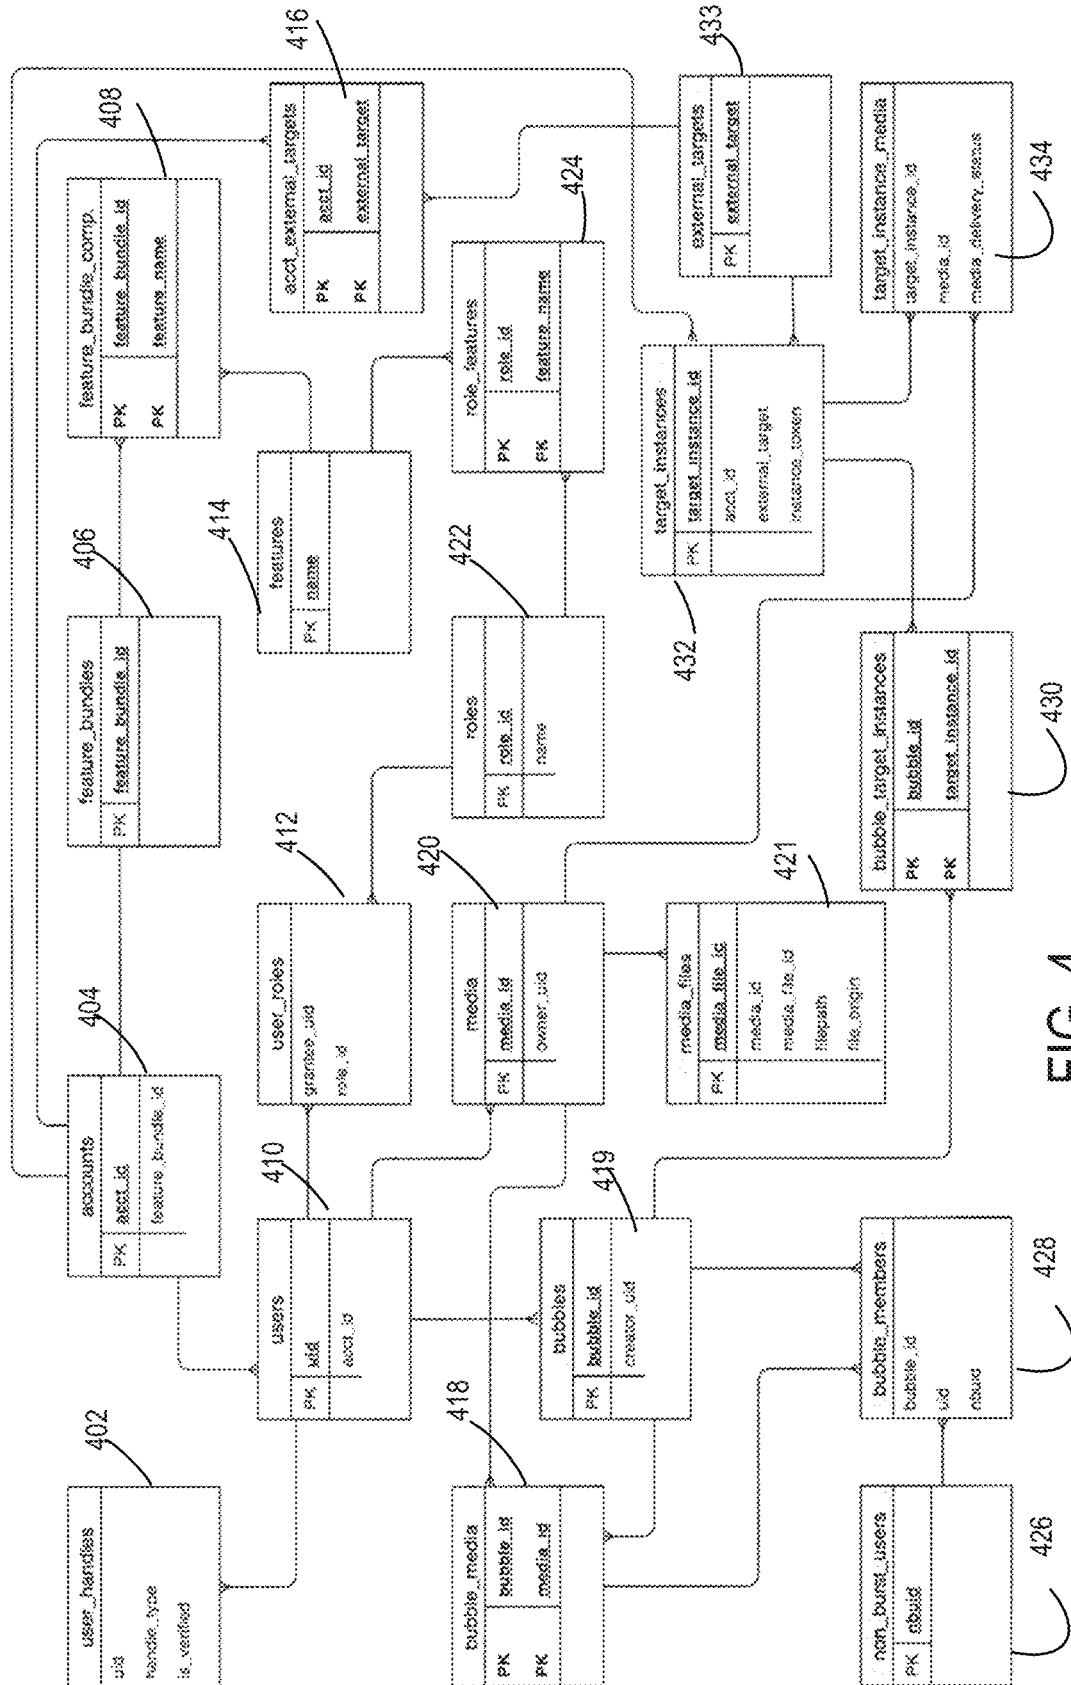 user_handles
uid
handle_type
is_verified
402
accounts
PK acct_id
feature_bundle_id
404
feature_bundles
PK feature_bundle_id
406
feature_bundle_comp.
PK feature_bundle_id
PK feature_name
408
users
PK uid
acct_id
410
user_roles
grantee_uid
role_id
412
features
PK name
414
acct_external_targets
PK acct_id
PK external_target
416
bubble_media
PK bubble_id
PK media_id
418
bubbles
PK bubble_id
creator_uid
419
media
PK media_id
owner_uid
420
media_files
PK media_file_id
media_id
media_file_id
filepath
file_origin
421
roles
PK role_id
name
422
role_features
PK role_id
PK feature_name
424
non_burst_users
PK nbuid
426
bubble_members
bubble_id
uid
nbuid
428
bubble_target_instances
PK bubble_id
PK target_instance_id
430
target_instances
PK target_instance_id
acct_id
external_target
instance_token
432
external_targets
PK external_target
433
target_instance_media
target_instance_id
media_id
media_delivery_status
434
FIG. 4